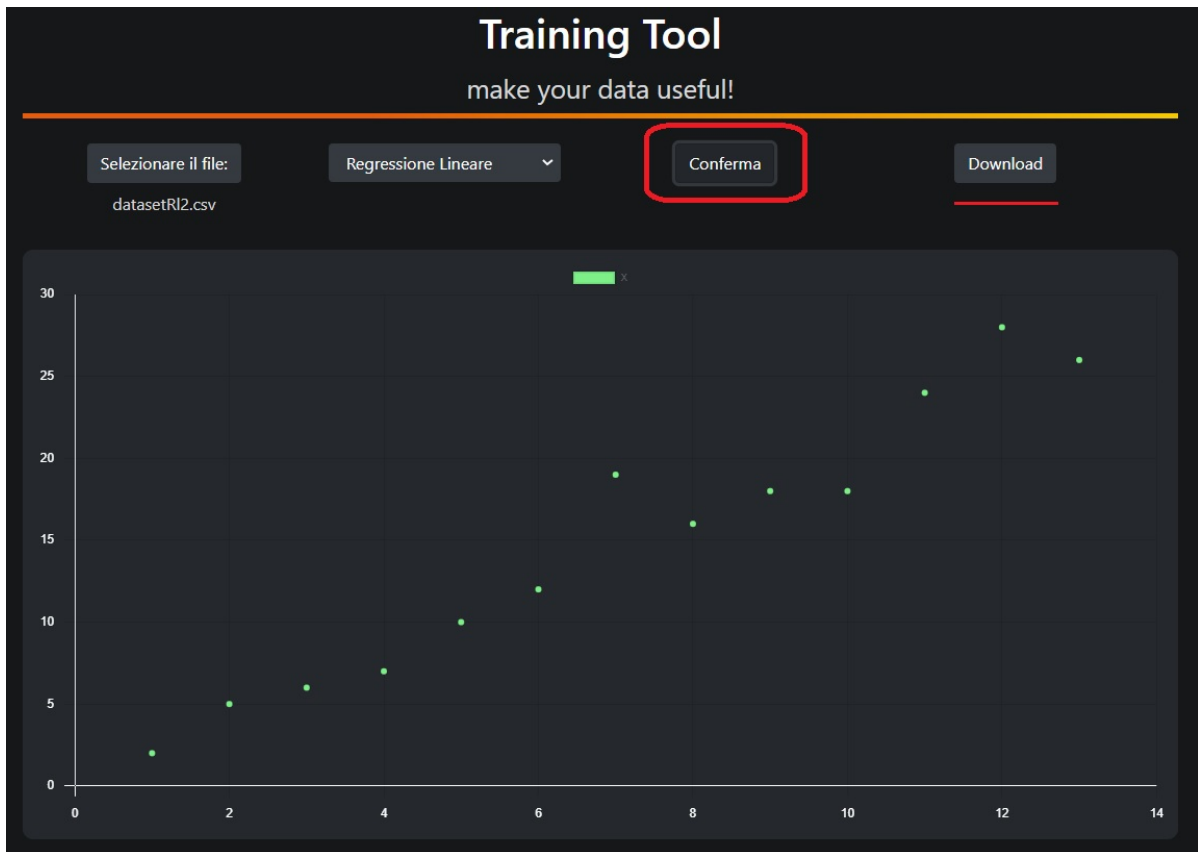 Training Tool
make your data useful!
Selezionare il file:
Regressione Lineare
Conferma
Download
datasetRl2.csv
x
30
25
20
15
10
5
0
0 2 4 6 8 10 12 14